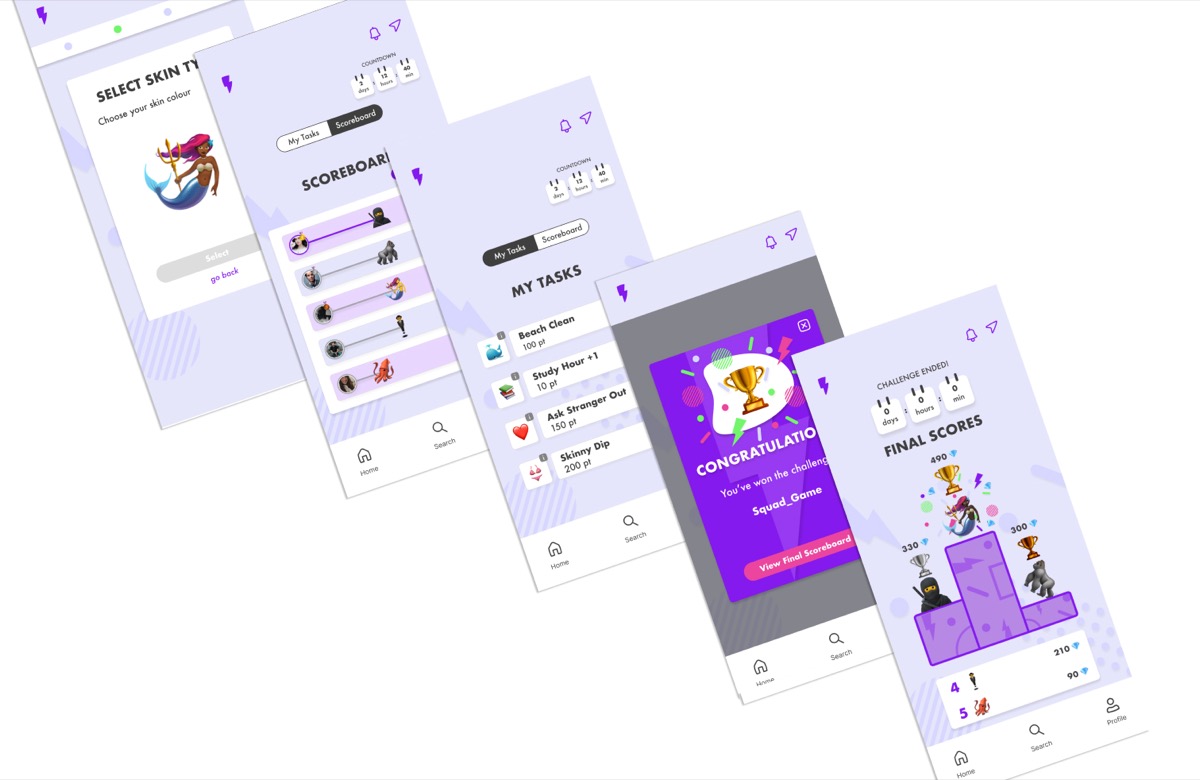 SELECT SKIN TY
Choose your skin colour
Select
go back
COUNTDOWN
3 12 40
days hours min
My Tasks Scoreboard
SCOREBOAR
Home Search
COUNTDOWN
3 12 40
days hours min
My Tasks Scoreboard
MY TASKS
Beach Clean
100 pt
Study Hour +1
10 pt
Ask Stranger Out
150 pt
Skinny Dip
200 pt
Home Search
CONGRATULATIO
You've won the challeng
Squad_Game
View Final Scoreboard
Home Search
CHALLENGE ENDED!
0 : 0 : 0
days hours min
FINAL SCORES
490
330
300
4 210
5 90
Home Search Profile